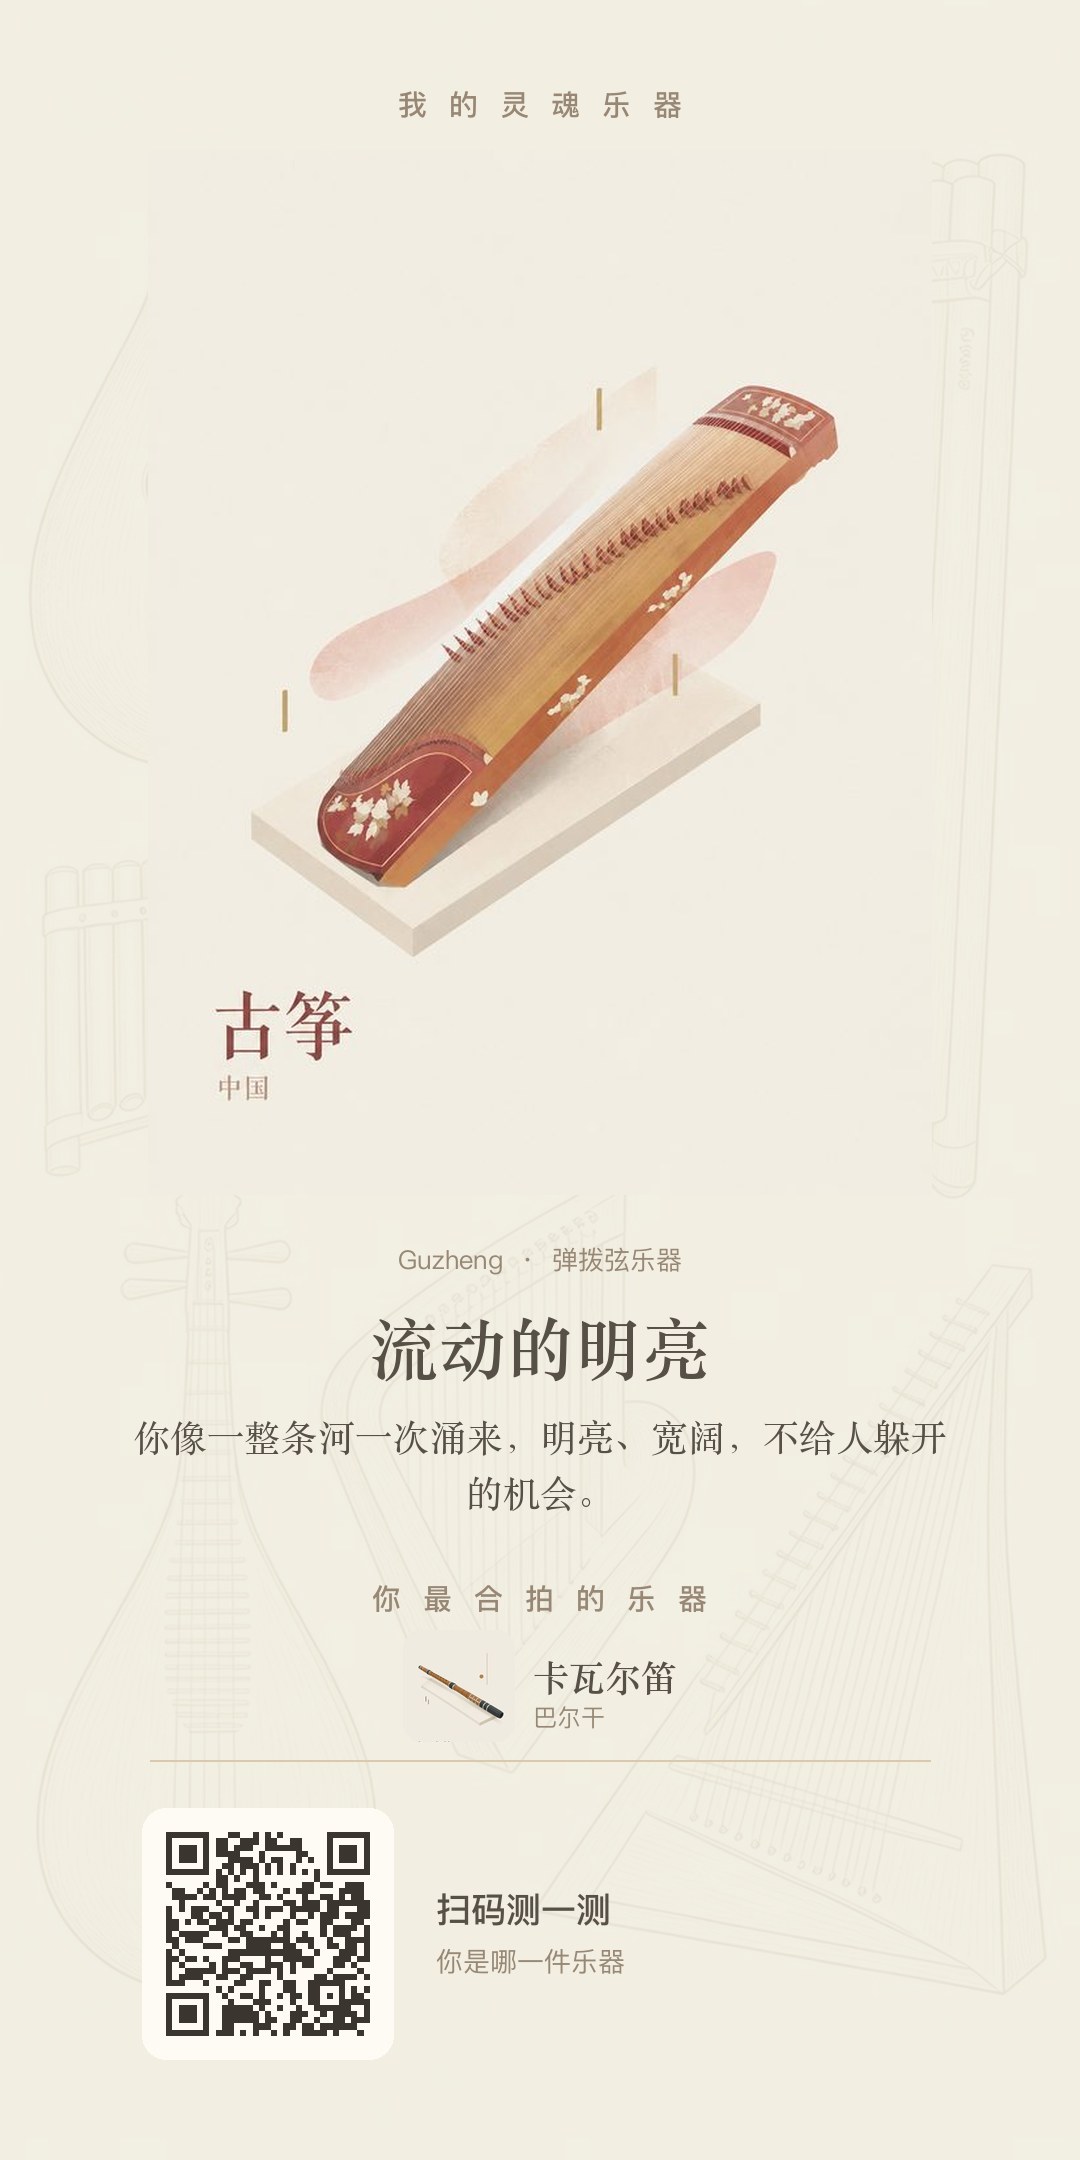 我的灵魂乐器
古筝
中国
Guzheng · 弹拨弦乐器
流动的明亮
你像一整条河一次涌来，明亮、宽阔，不给人躲开
的机会。
你最合拍的乐器
卡瓦尔笛
巴尔干
扫码测一测
你是哪一件乐器